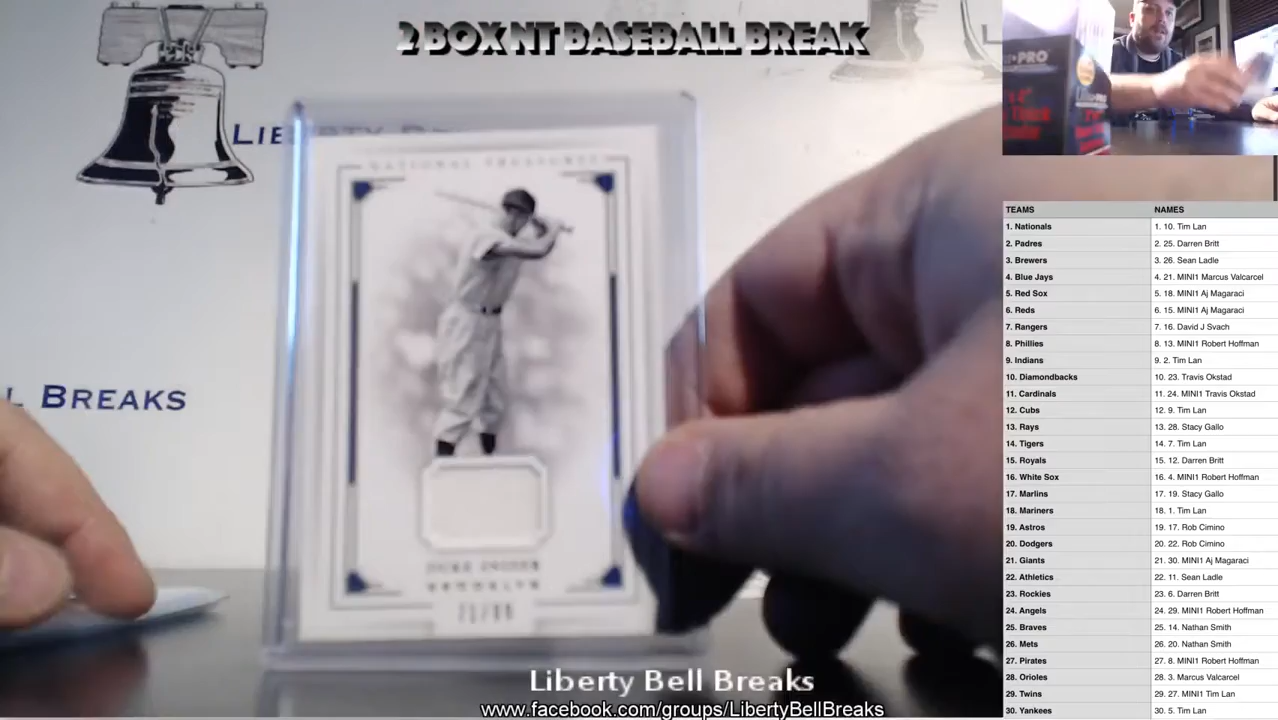 2 BOX NT BASEBALL BREAK
LIBERTY BREAKS
L BREAKS
NATIONAL TREASURES
DUKE SNIDER
BROOKLYN
PRO
TEAMS NAMES
1. Nationals 1. 10. Tim Lan
2. Padres 2. 25. Darren Britt
3. Brewers 3. 26. Sean Ladle
4. Blue Jays 4. 21. MINI1 Marcus Valcarcel
5. Red Sox 5. 18. MINI1 Aj Magaraci
6. Reds 6. 15. MINI1 Aj Magaraci
7. Rangers 7. 16. David J Svach
8. Phillies 8. 13. MINI1 Robert Hoffman
9. Indians 9. 2. Tim Lan
10. Diamondbacks 10. 23. Travis Okstad
11. Cardinals 11. 24. MINI1 Travis Okstad
12. Cubs 12. 9. Tim Lan
13. Rays 13. 28. Stacy Gallo
14. Tigers 14. 7. Tim Lan
15. Royals 15. 12. Darren Britt
16. White Sox 16. 4. MINI1 Robert Hoffman
17. Marlins 17. 19. Stacy Gallo
18. Mariners 18. 1. Tim Lan
19. Astros 19. 17. Rob Cimino
20. Dodgers 20. 22. Rob Cimino
21. Giants 21. 30. MINI1 Aj Magaraci
22. Athletics 22. 11. Sean Ladle
23. Rockies 23. 6. Darren Britt
24. Angels 24. 29. MINI1 Robert Hoffman
25. Braves 25. 14. Nathan Smith
26. Mets 26. 20. Nathan Smith
27. Pirates 27. 8. MINI1 Robert Hoffman
28. Orioles 28. 3. Marcus Valcarcel
29. Twins 29. 27. MINI1 Tim Lan
30. Yankees 30. 5. Tim Lan
Liberty Bell Breaks
www.facebook.com/groups/LibertyBellBreaks